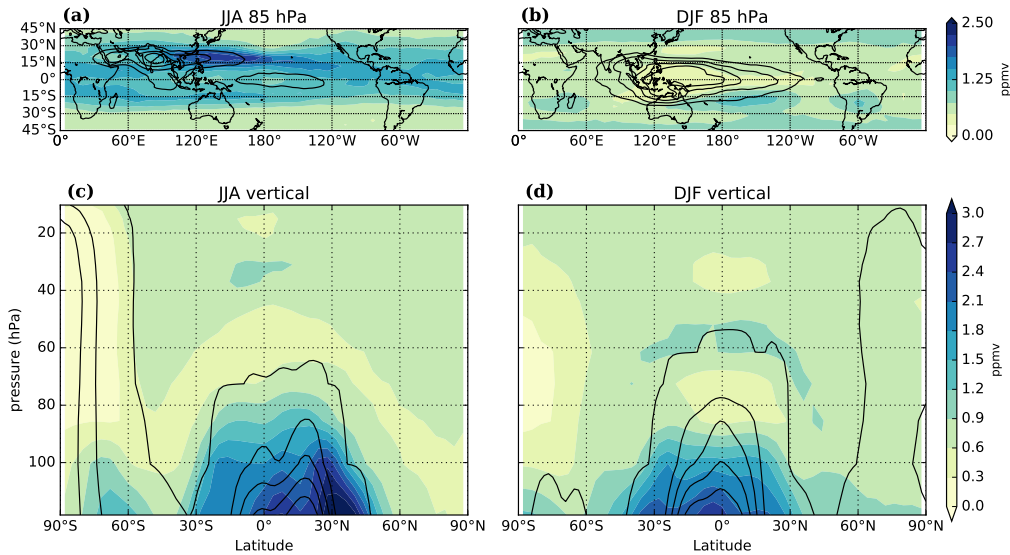 (a) JJA 85 hPa
45°N
30°N
15°N
0°
15°S
30°S
45°S
0° 60°E 120°E 180° 120°W 60°W
(b) DJF 85 hPa
0° 60°E 120°E 180° 120°W 60°W
2.50
1.25
0.00
ppmv
(c) JJA vertical
20
40
60
80
100
pressure (hPa)
90°S 60°S 30°S 0° 30°N 60°N 90°N
Latitude
(d) DJF vertical
90°S 60°S 30°S 0° 30°N 60°N 90°N
Latitude
3.0
2.7
2.4
2.1
1.8
1.5
1.2
0.9
0.6
0.3
0.0
ppmv